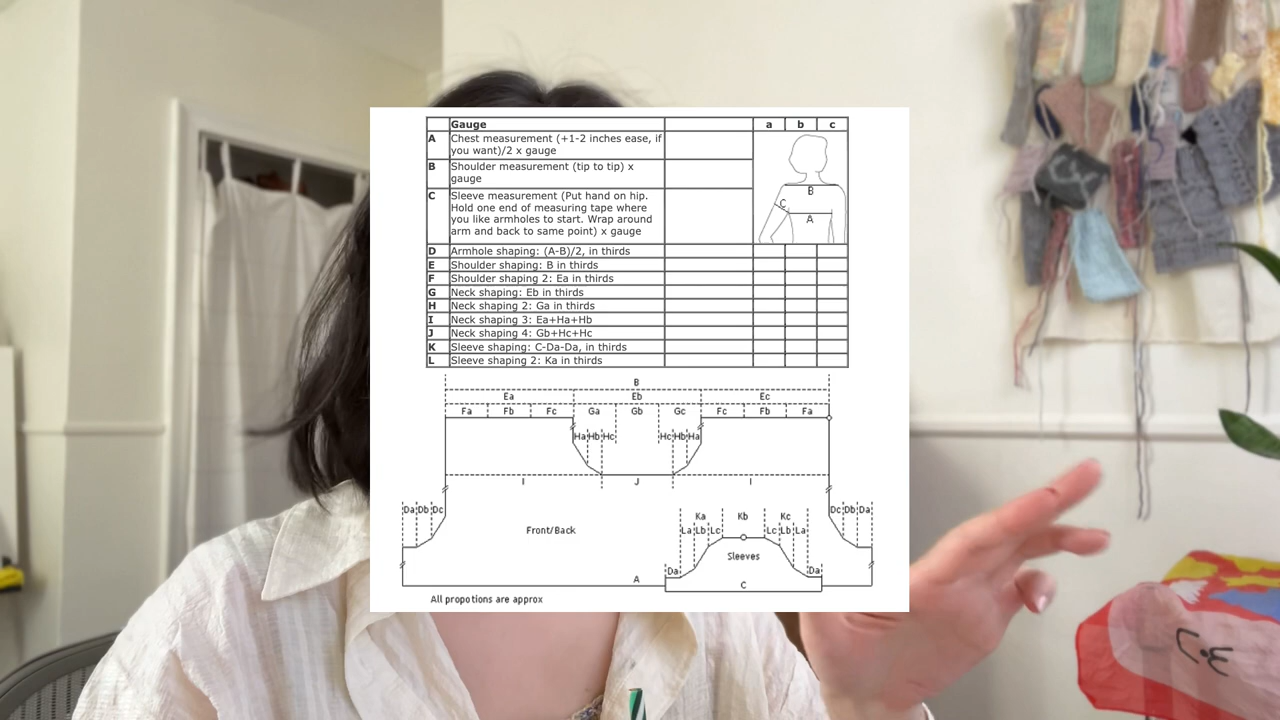 Gauge a b c
A Chest measurement (+1-2 inches ease, if
you want)/2 x gauge
B Shoulder measurement (tip to tip) x
gauge
C Sleeve measurement (Put hand on hip.
Hold one end of measuring tape where
you like armholes to start. Wrap around
arm and back to same point) x gauge
B
C
A
D Armhole shaping: (A-B)/2, in thirds
E Shoulder shaping: B in thirds
F Shoulder shaping 2: Ea in thirds
G Neck shaping: Eb in thirds
H Neck shaping 2: Ga in thirds
I Neck shaping 3: Ea+Ha+Hb
J Neck shaping 4: Gb+Hc+Hc
K Sleeve shaping: C-Da-Da, in thirds
L Sleeve shaping 2: Ka in thirds
B
Ea Eb Ec
Fa Fb Fc Ga Gb Gc Fc Fb Fa
Ha Hb Hc Hc Hb Ha
I J I
Da Db Dc Dc Db Da
Ka Kb Kc
La Lb Lc Lc Lb La
Front/Back
Sleeves
Da Da
A C
All propotions are approx